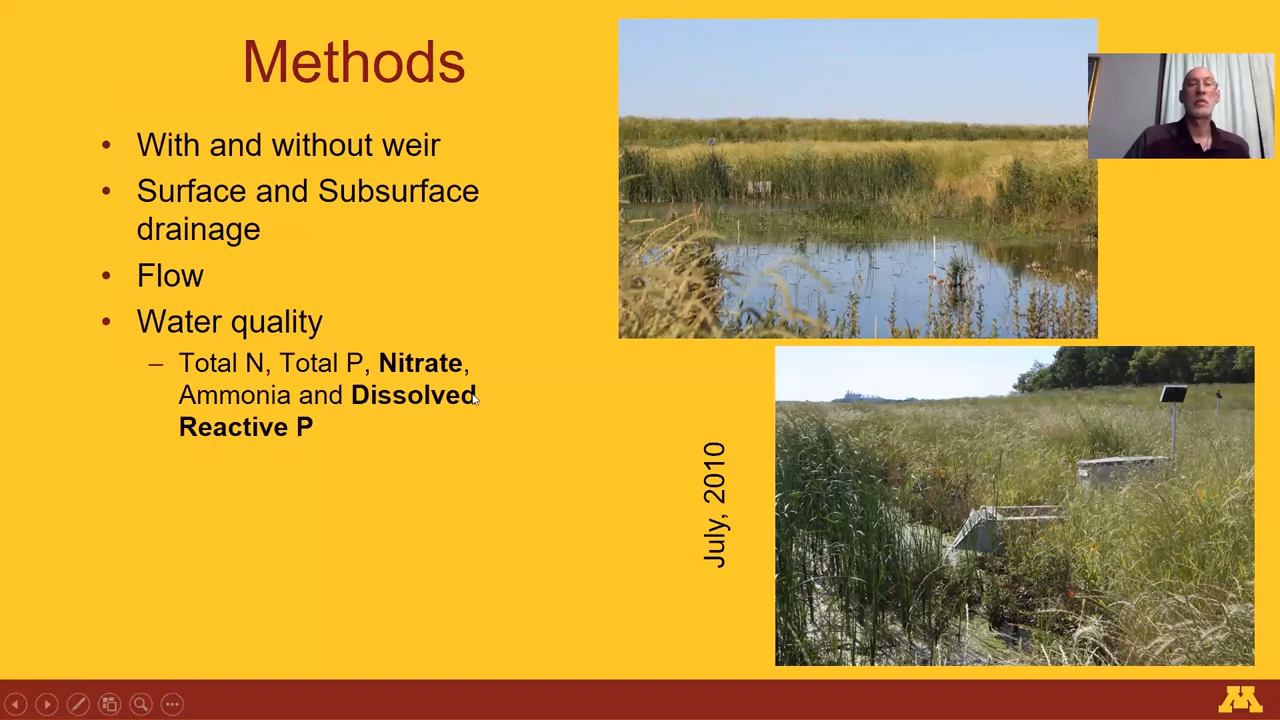 Methods
• With and without weir
• Surface and Subsurface
drainage
• Flow
• Water quality
– Total N, Total P, Nitrate,
Ammonia and Dissolved
Reactive P
July, 2010
M